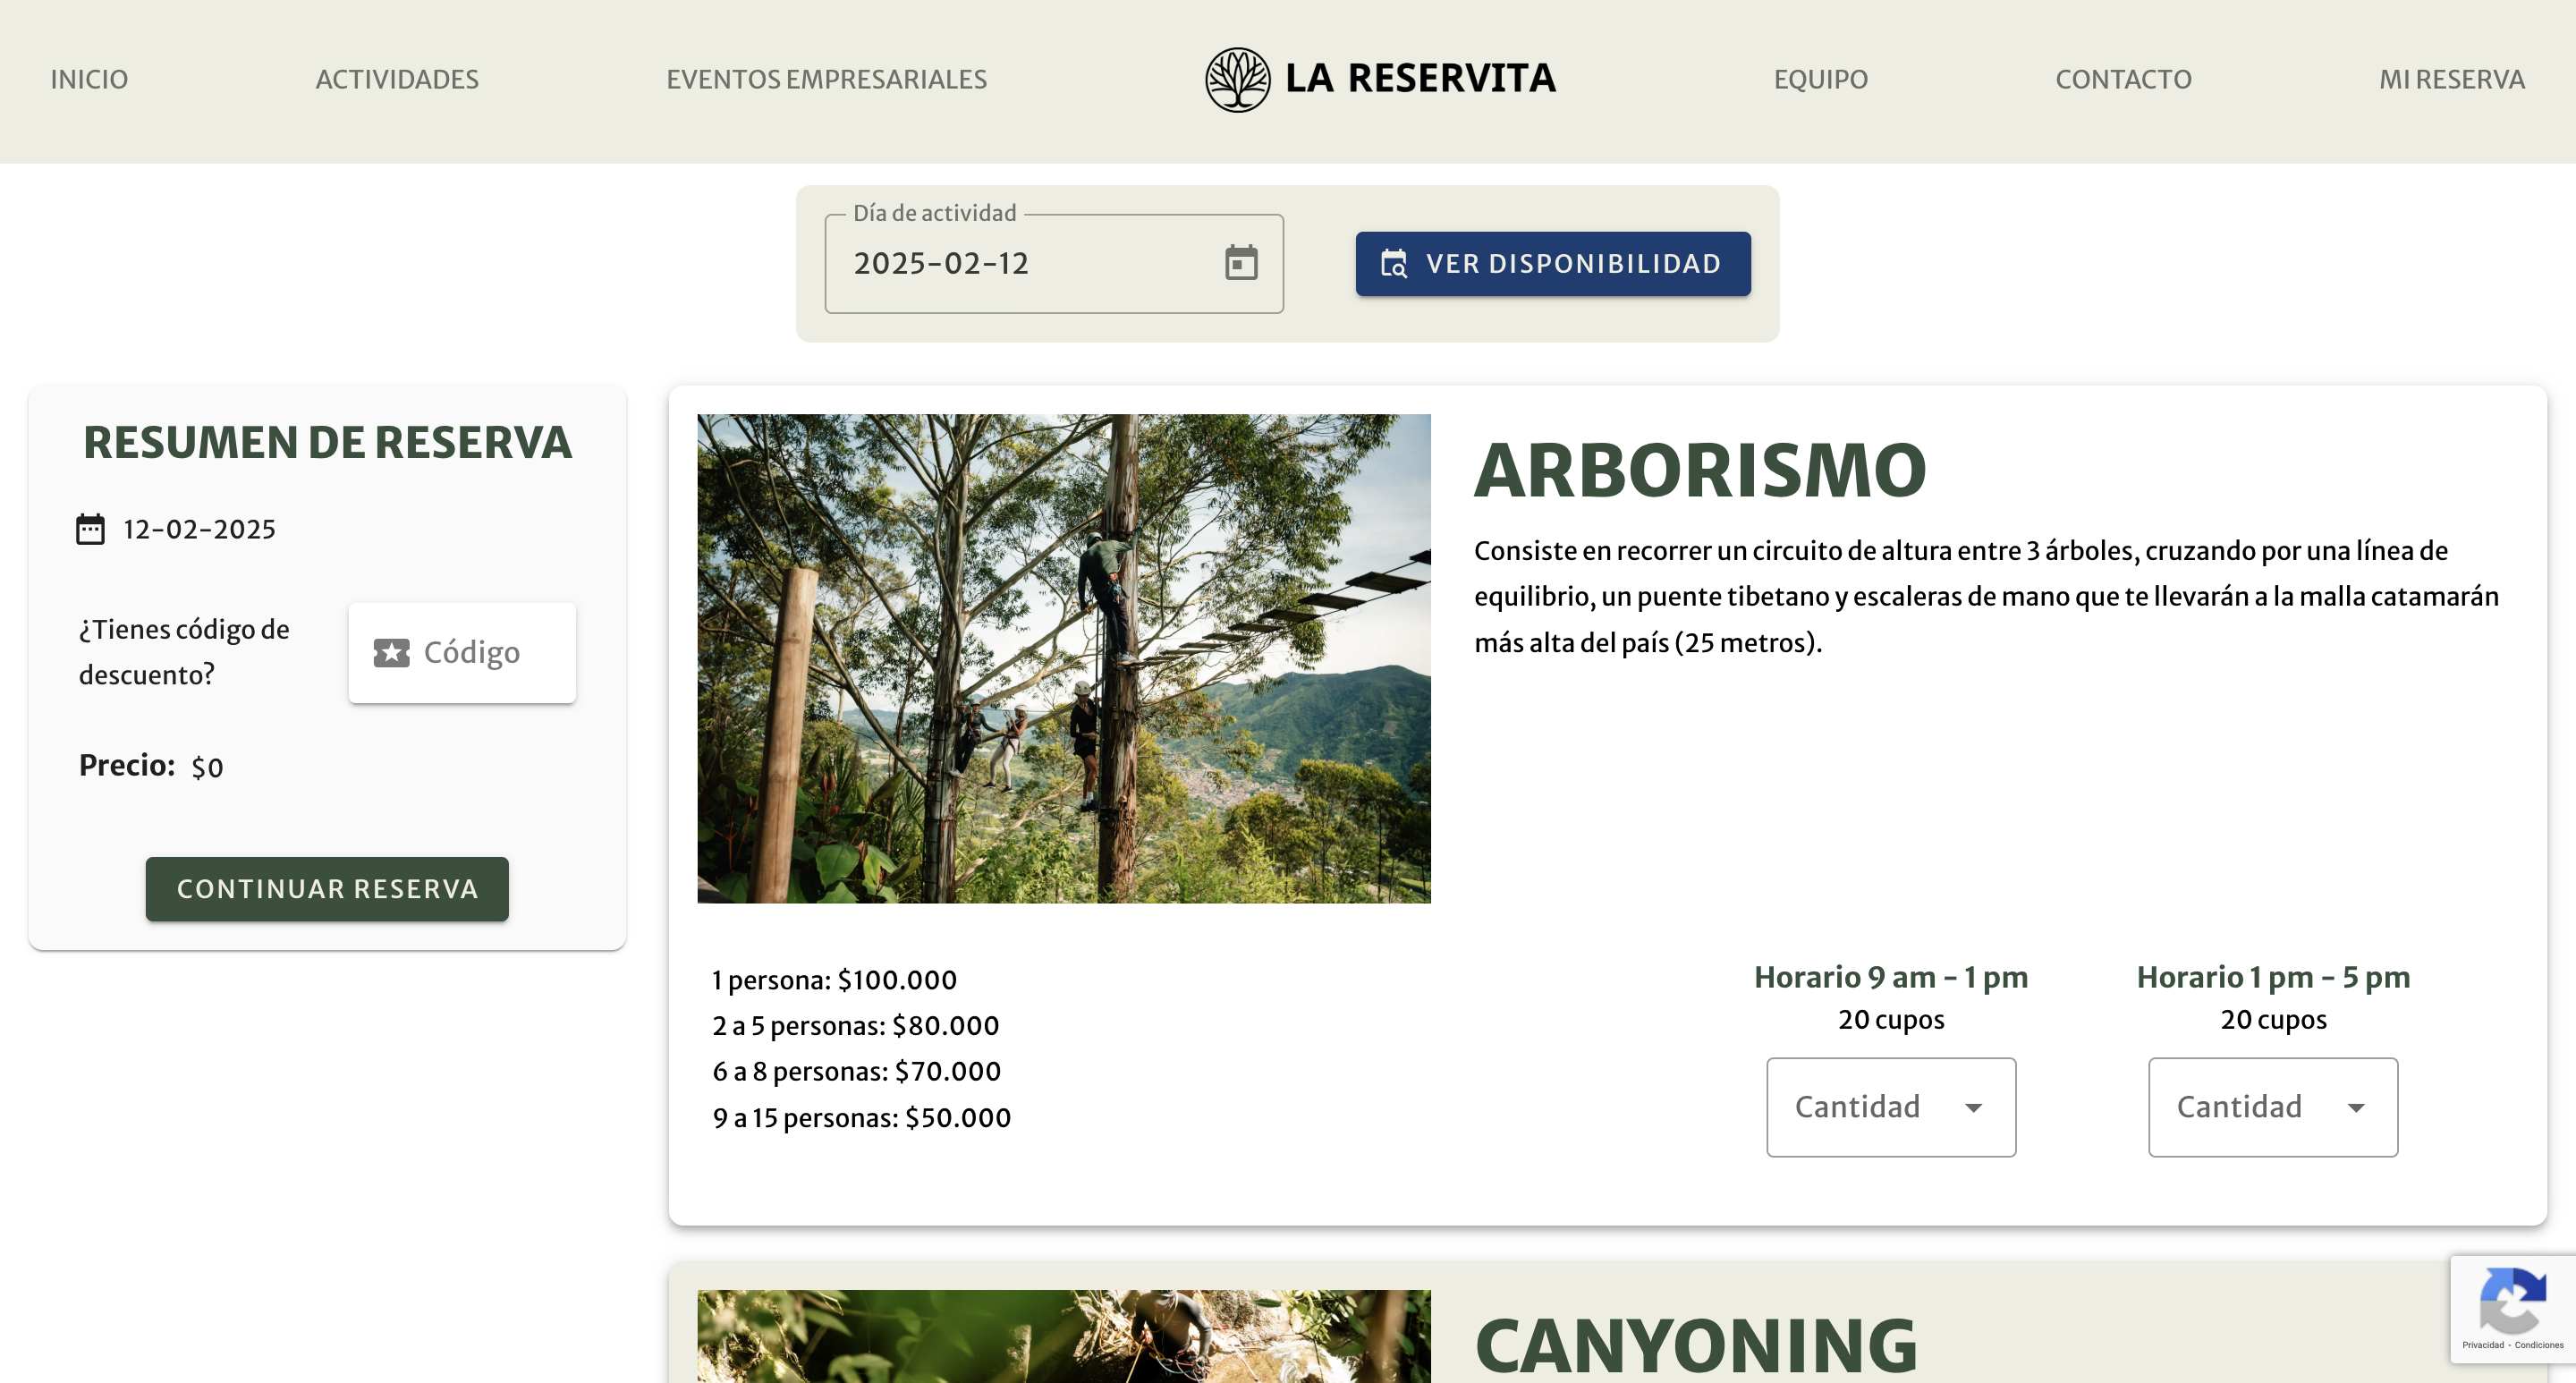 INICIO
ACTIVIDADES
EVENTOS EMPRESARIALES
LA RESERVITA
EQUIPO
CONTACTO
MI RESERVA
Día de actividad
2025-02-12
VER DISPONIBILIDAD
RESUMEN DE RESERVA
12-02-2025
¿Tienes código de
descuento?
Código
Precio: $0
CONTINUAR RESERVA
ARBORISMO
Consiste en recorrer un circuito de altura entre 3 árboles, cruzando por una línea de
equilibrio, un puente tibetano y escaleras de mano que te llevarán a la malla catamarán
más alta del país (25 metros).
1 persona: $100.000
2 a 5 personas: $80.000
6 a 8 personas: $70.000
9 a 15 personas: $50.000
Horario 9 am - 1 pm
20 cupos
Cantidad
Horario 1 pm - 5 pm
20 cupos
Cantidad
CANYONING
Privacidad - Condiciones